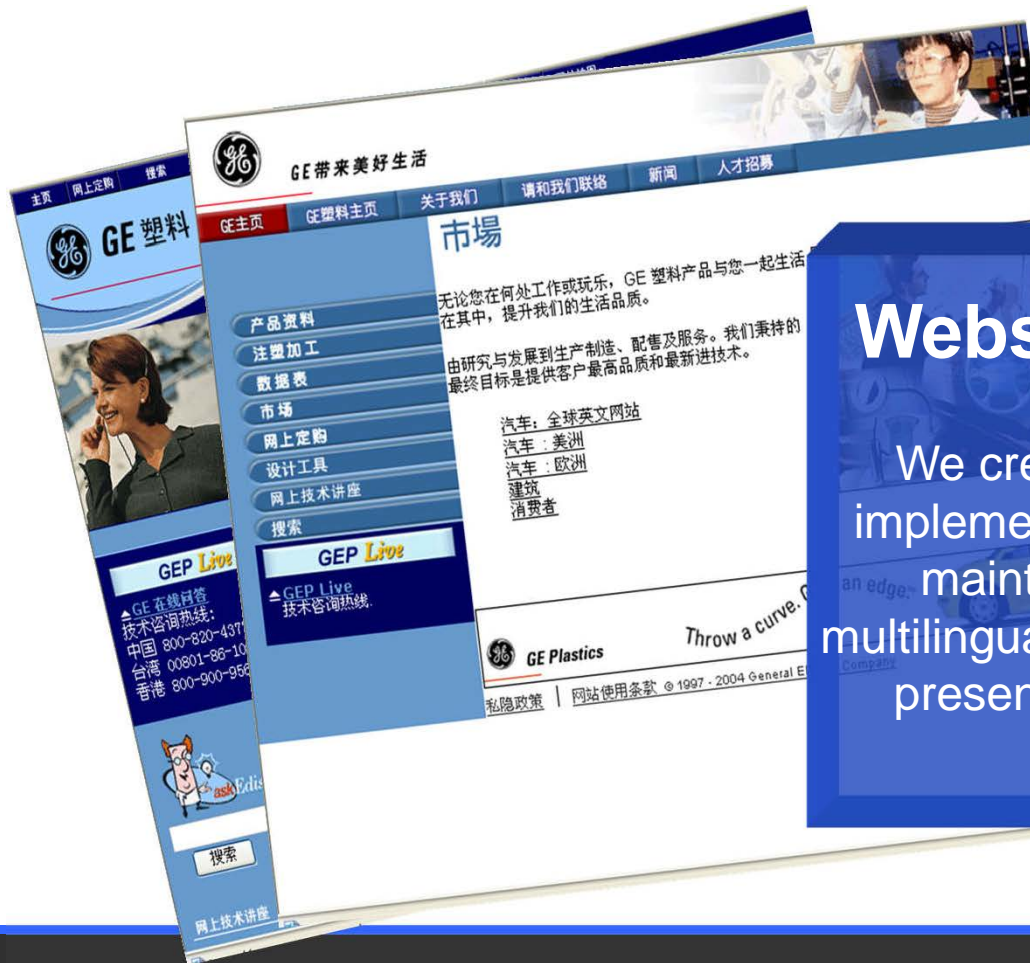 主页 网上定购 搜索
GE 塑料
GEP Live
GE 在线问答
技术咨询热线:
中国 800-820-437
台湾 00801-86-10
香港 800-900-956
ask Edis
搜索
网上技术讲座
GE带来美好生活
GE主页 GE塑料主页 关于我们 请和我们联络 新闻 人才招募
市場
无论您在何处工作或玩乐，GE 塑料产品与您一起生活
在其中，提升我们的生活品质。
由研究与发展到生产制造、配售及服务。我们秉持的
最终目标是提供客户最高品质和最新进技术。
汽车: 全球英文网站
汽车 : 美洲
汽车 : 欧洲
建筑
消费者
产品资料
注塑加工
数据表
市场
网上定购
设计工具
网上技术讲座
搜索
GEP Live
GEP Live
技术咨询热线.
GE Plastics
Throw a curve.
an edge.
私隐政策 | 网站使用条款 © 1997 - 2004 General El
Company
Webs
We cre
impleme
maint
multilingua
presen